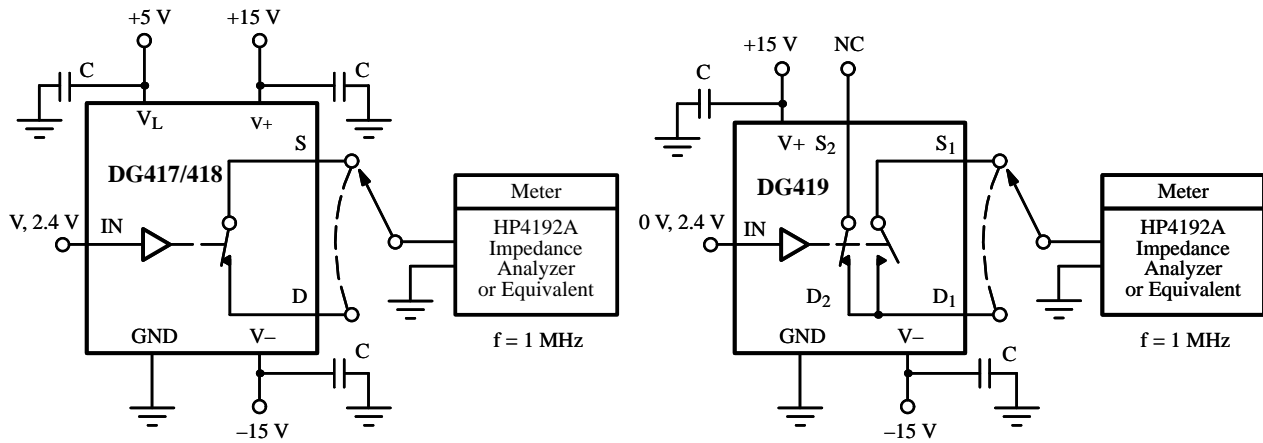 +5 V
+15 V
C
C
V_L
V+
S
DG417/418
V, 2.4 V
IN
D
GND
V−
C
−15 V
Meter
HP4192A
Impedance
Analyzer
or Equivalent
f = 1 MHz
+15 V
NC
C
V+
S₂
S₁
DG419
0 V, 2.4 V
IN
D₂
D₁
GND
V−
C
−15 V
Meter
HP4192A
Impedance
Analyzer
or Equivalent
f = 1 MHz